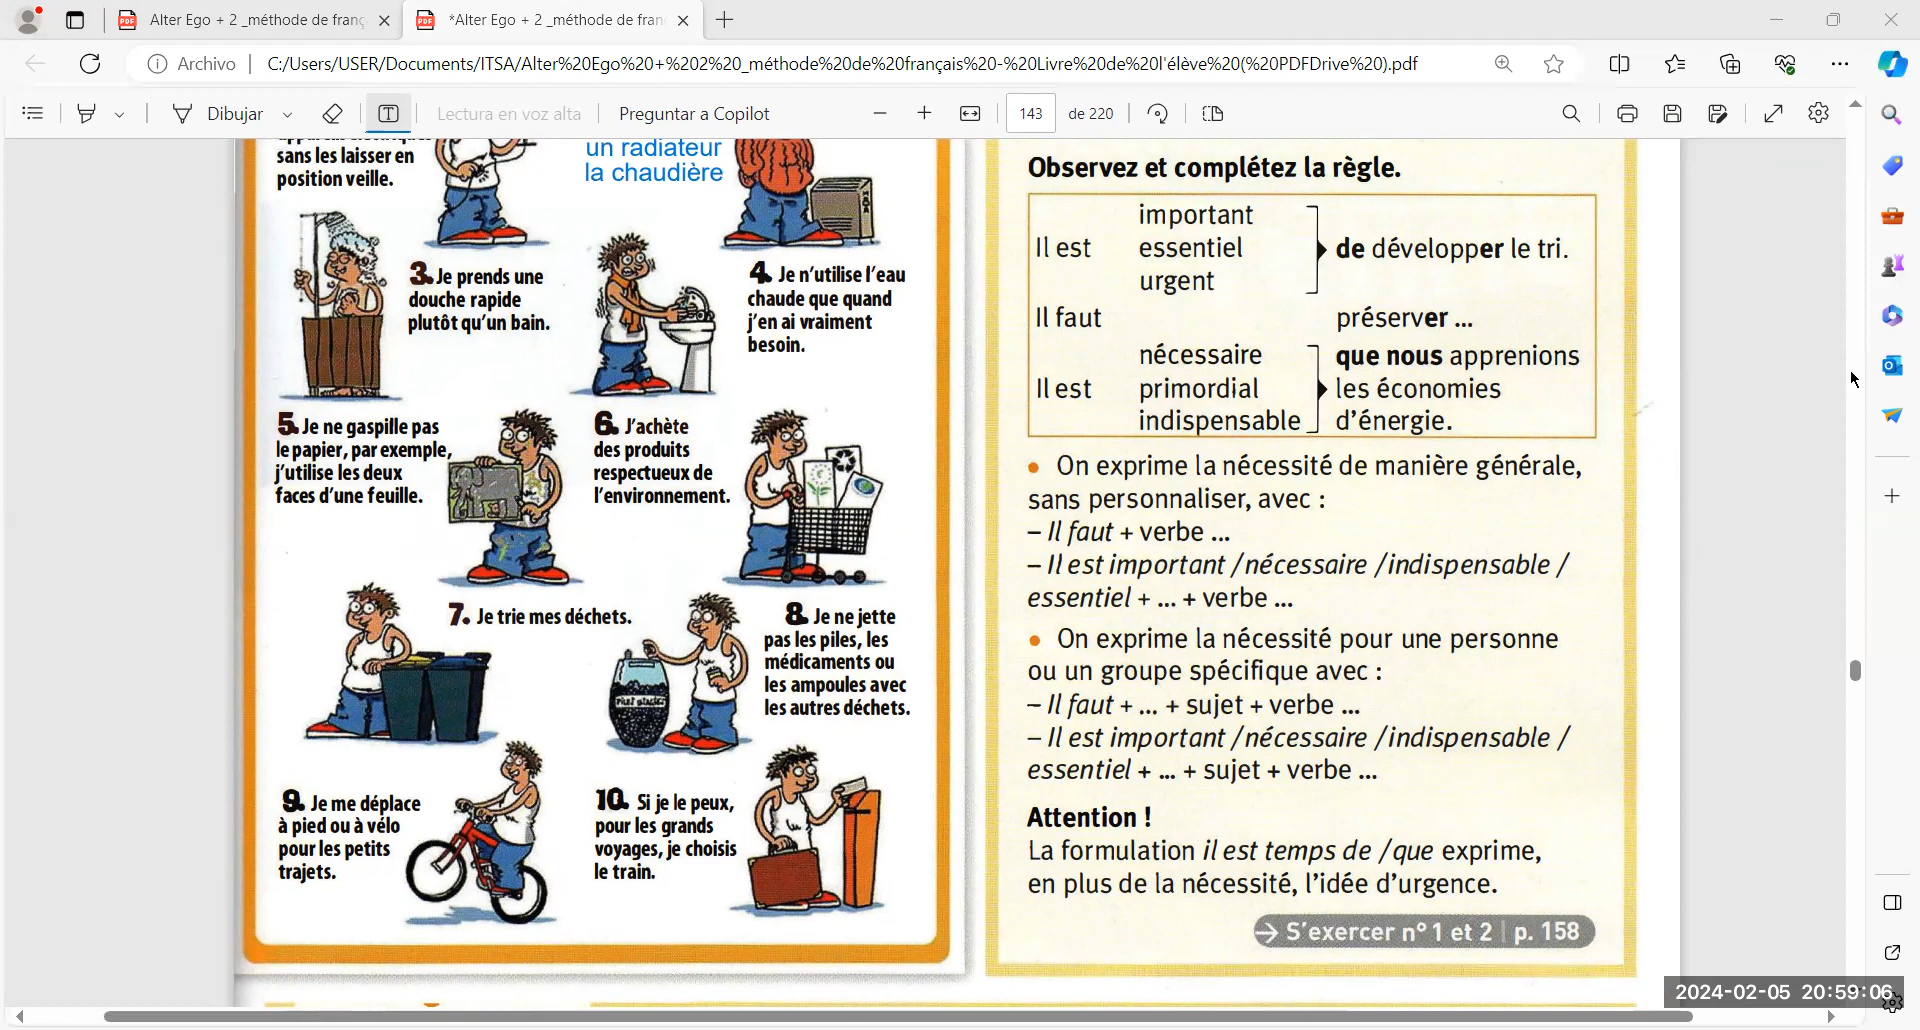 Alter Ego + 2 _méthode de franç
*Alter Ego + 2 _méthode de fran
Archivo
C:/Users/USER/Documents/ITSA/Alter%20Ego%20+%202%20_méthode%20de%20français%20-%20Livre%20de%20l'élève%20(%20PDFDrive%20).pdf
Dibujar
Lectura en voz alta
Preguntar a Copilot
143
de 220
sans les laisser en
position veille.
un radiateur
la chaudière
3. Je prends une
douche rapide
plutôt qu'un bain.
4. Je n'utilise l'eau
chaude que quand
j'en ai vraiment
besoin.
5. Je ne gaspille pas
le papier, par exemple,
j'utilise les deux
faces d'une feuille.
6. J'achète
des produits
respectueux de
l'environnement.
7. Je trie mes déchets.
8. Je ne jette
pas les piles, les
médicaments ou
les ampoules avec
les autres déchets.
9. Je me déplace
à pied ou à vélo
pour les petits
trajets.
10. Si je le peux,
pour les grands
voyages, je choisis
le train.
Observez et complétez la règle.
important
Il est essentiel de développer le tri.
urgent
Il faut préserver ...
nécessaire que nous apprenions
Il est primordial les économies
indispensable d'énergie.
• On exprime la nécessité de manière générale,
sans personnaliser, avec :
– Il faut + verbe ...
– Il est important / nécessaire / indispensable /
essentiel + ... + verbe ...
• On exprime la nécessité pour une personne
ou un groupe spécifique avec :
– Il faut + ... + sujet + verbe ...
– Il est important / nécessaire / indispensable /
essentiel + ... + sujet + verbe ...
Attention !
La formulation il est temps de / que exprime,
en plus de la nécessité, l'idée d'urgence.
→ S'exercer n° 1 et 2 | p. 158
2024-02-05 20:59:06